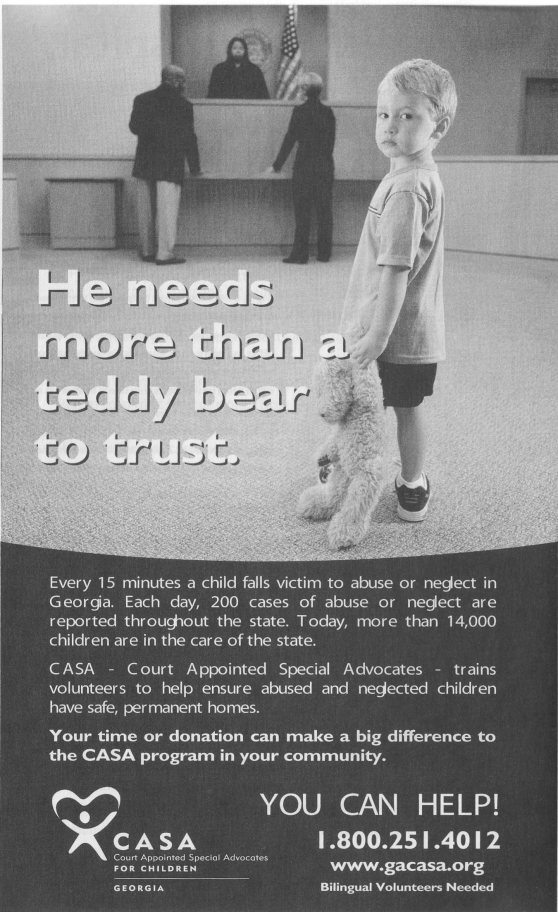 He needs
more than a
teddy bear
to trust.
Every 15 minutes a child falls victim to abuse or neglect in
Georgia. Each day, 200 cases of abuse or neglect are
reported throughout the state. Today, more than 14,000
children are in the care of the state.
CASA - Court Appointed Special Advocates - trains
volunteers to help ensure abused and neglected children
have safe, permanent homes.
Your time or donation can make a big difference to
the CASA program in your community.
CASA
Court Appointed Special Advocates
FOR CHILDREN
GEORGIA
YOU CAN HELP!
1.800.251.4012
www.gacasa.org
Bilingual Volunteers Needed